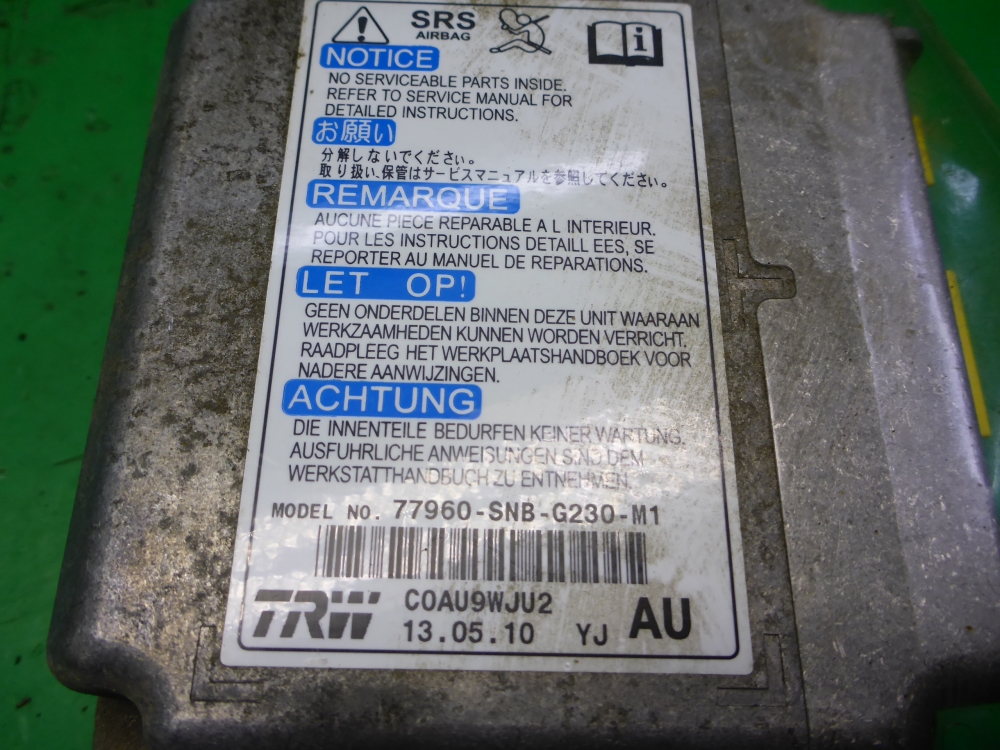 SRS
AIRBAG
NOTICE
NO SERVICEABLE PARTS INSIDE.
REFER TO SERVICE MANUAL FOR
DETAILED INSTRUCTIONS.
お願い
分解しないでください。
取り扱い、保管はサービスマニュアルを参照してください。
REMARQUE
AUCUNE PIECE REPARABLE A L INTERIEUR.
POUR LES INSTRUCTIONS DETAILL EES, SE
REPORTER AU MANUEL DE REPARATIONS.
LET OP!
GEEN ONDERDELEN BINNEN DEZE UNIT WAARAAN
WERKZAAMHEDEN KUNNEN WORDEN VERRICHT.
RAADPLEEG HET WERKPLAATSHANDBOEK VOOR
NADERE AANWIJZINGEN.
ACHTUNG
DIE INNENTEILE BEDURFEN KEINER WARTUNG.
AUSFUHRLICHE ANWEISUNGEN SIND DEM
WERKSTATTHANDBUCH ZU ENTNEHMEN.
MODEL NO. 77960-SNB-G230-M1
TRW COAU9WJU2
13.05.10 YJ AU